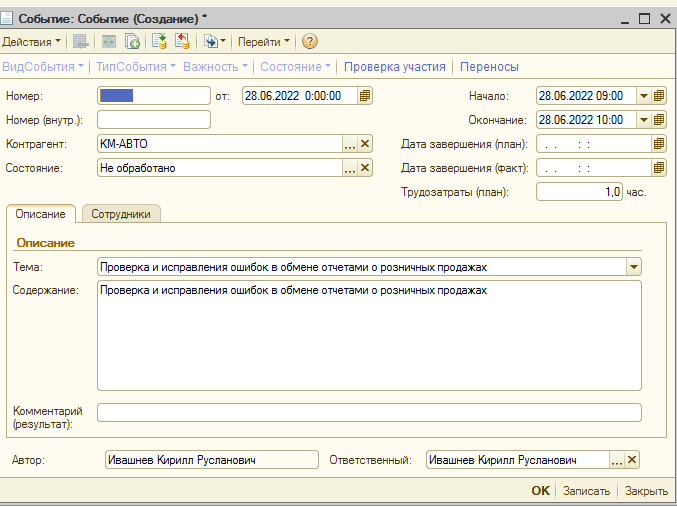 Событие: Событие (Создание) *
Действия Перейти ?
ВидСобытия ТипСобытия Важность Состояние Проверка участия Переносы
Номер: от: 28.06.2022 0:00:00 Начало: 28.06.2022 09:00
Номер (внутр.): Окончание: 28.06.2022 10:00
Контрагент: КМ-АВТО ... Дата завершения (план): . . : :
Состояние: Не обработано ... Дата завершения (факт): . . : :
Трудозатраты (план): 1,0 час.
Описание Сотрудники
Описание
Тема: Проверка и исправления ошибок в обмене отчетами о розничных продажах
Содержание: Проверка и исправления ошибок в обмене отчетами о розничных продажах
Комментарий
(результат):
Автор: Ивашнев Кирилл Русланович Ответственный: Ивашнев Кирилл Русланович ...
OK Записать Закрыть